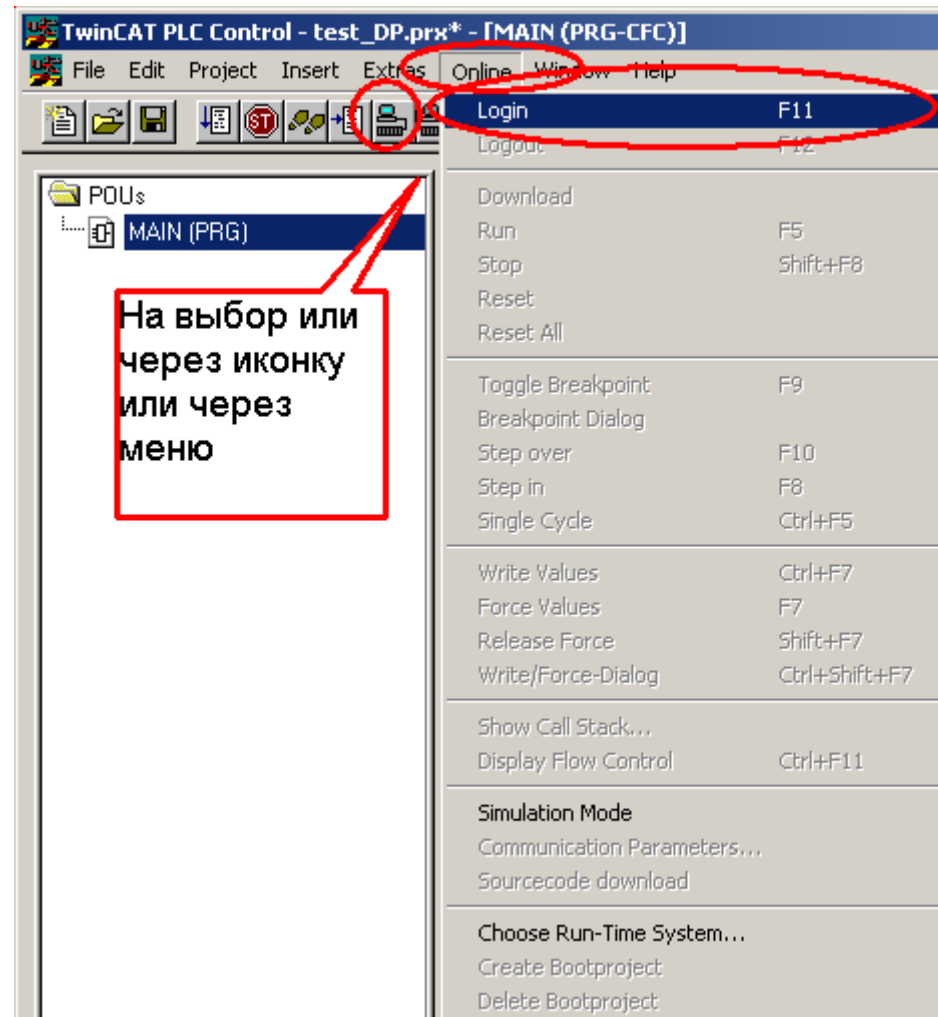 TwinCAT PLC Control - test_DP.prx* - [MAIN (PRG-CFC)]
File Edit Project Insert Extras Online Window Help
ST
Login F11
Logout F12
POUs
MAIN (PRG)
На выбор или
через иконку
или через
меню
Download
Run F5
Stop Shift+F8
Reset
Reset All
Toggle Breakpoint F9
Breakpoint Dialog
Step over F10
Step in F8
Single Cycle Ctrl+F5
Write Values Ctrl+F7
Force Values F7
Release Force Shift+F7
Write/Force-Dialog Ctrl+Shift+F7
Show Call Stack...
Display Flow Control Ctrl+F11
Simulation Mode
Communication Parameters...
Sourcecode download
Choose Run-Time System...
Create Bootproject
Delete Bootproject